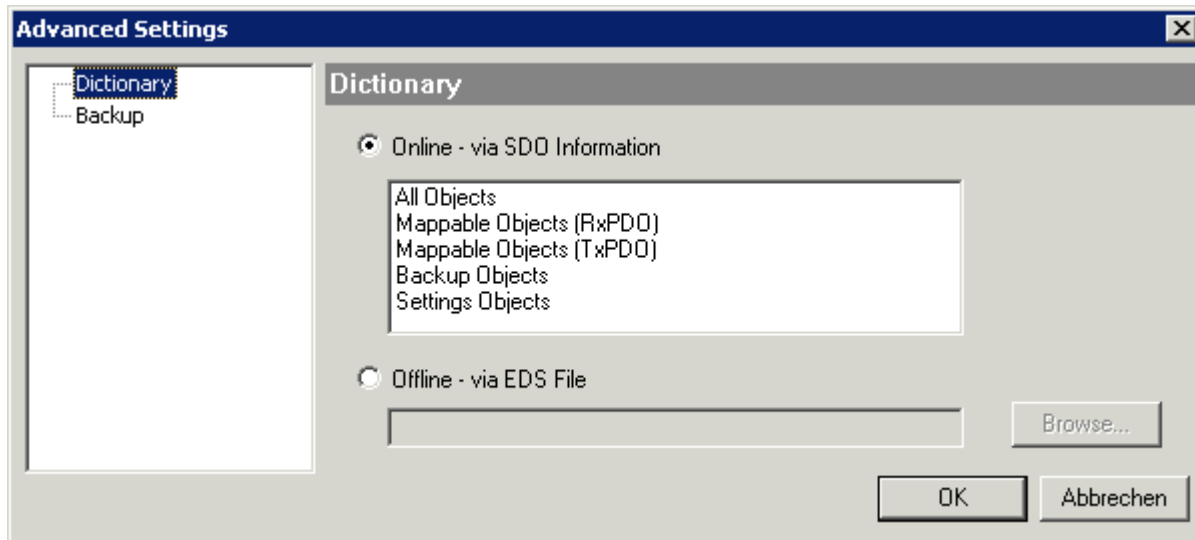 Advanced Settings
Dictionary
Backup
Dictionary
Online - via SDO Information
All Objects
Mappable Objects (RxPDO)
Mappable Objects (TxPDO)
Backup Objects
Settings Objects
Offline - via EDS File
Browse...
OK
Abbrechen